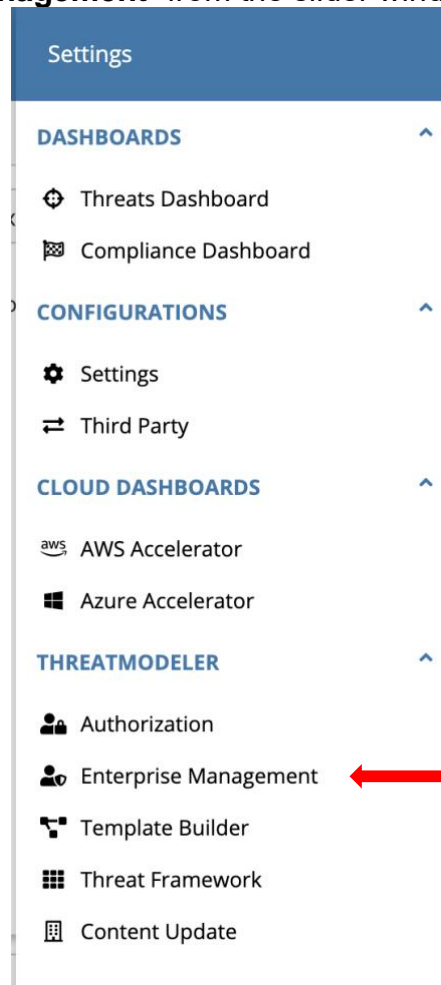 Settings
DASHBOARDS
Threats Dashboard
Compliance Dashboard
CONFIGURATIONS
Settings
Third Party
CLOUD DASHBOARDS
aws AWS Accelerator
Azure Accelerator
THREATMODELER
Authorization
Enterprise Management
Template Builder
Threat Framework
Content Update